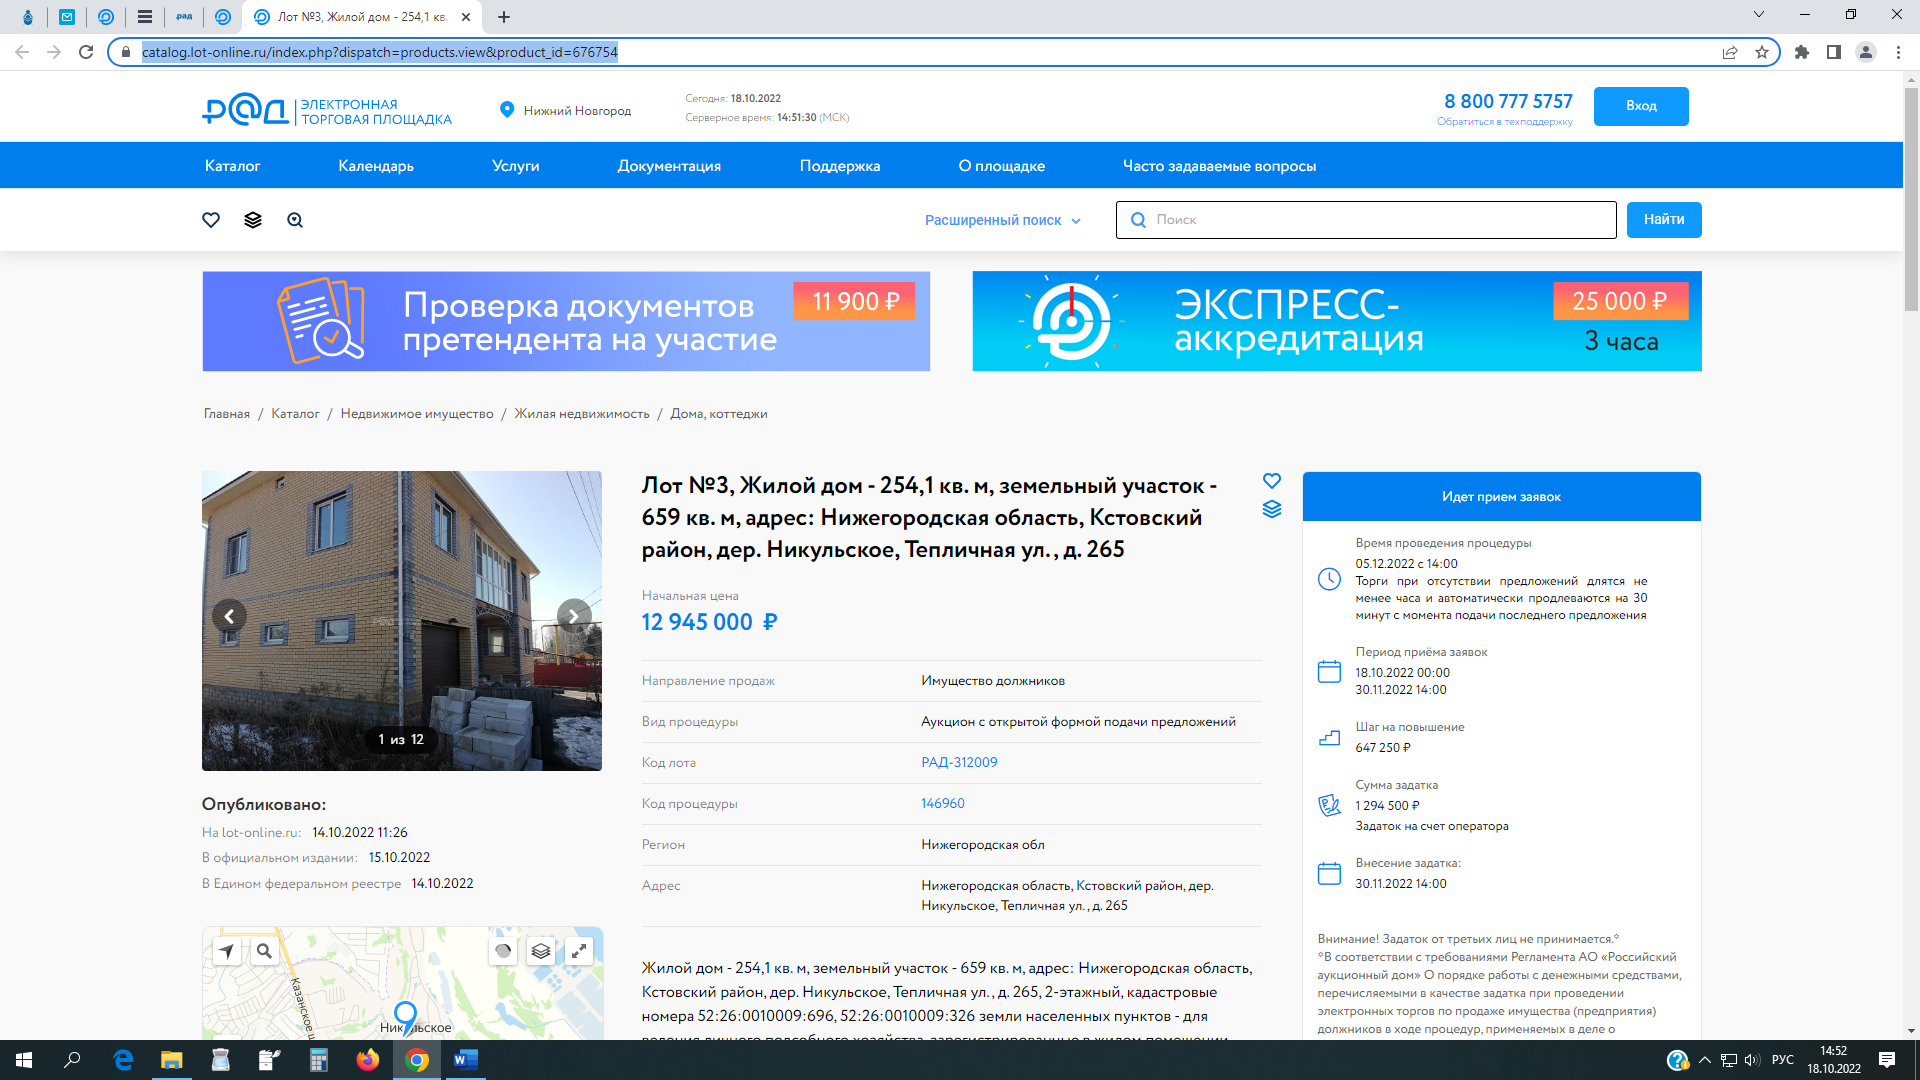 Лот №3, Жилой дом - 254,1 кв.
catalog.lot-online.ru/index.php?dispatch=products.view&product_id=676754
РАД ЭЛЕКТРОННАЯ
ТОРГОВАЯ ПЛОЩАДКА
Нижний Новгород
Сегодня: 18.10.2022
Серверное время: 14:51:30 (МСК)
8 800 777 5757
Обратиться в техподдержку
Вход
Каталог
Календарь
Услуги
Документация
Поддержка
О площадке
Часто задаваемые вопросы
Расширенный поиск
Поиск
Найти
Проверка документов
претендента на участие
11 900 ₽
ЭКСПРЕСС-
аккредитация
25 000 ₽
3 часа
Главная / Каталог / Недвижимое имущество / Жилая недвижимость / Дома, коттеджи
1 из 12
Опубликовано:
На lot-online.ru: 14.10.2022 11:26
В официальном издании: 15.10.2022
В Едином федеральном реестре 14.10.2022
Казанское ш
Никульское
Лот №3, Жилой дом - 254,1 кв. м, земельный участок -
659 кв. м, адрес: Нижегородская область, Кстовский
район, дер. Никульское, Тепличная ул., д. 265
Начальная цена
12 945 000 ₽
Направление продаж Имущество должников
Вид процедуры Аукцион с открытой формой подачи предложений
Код лота РАД-312009
Код процедуры 146960
Регион Нижегородская обл
Адрес Нижегородская область, Кстовский район, дер.
Никульское, Тепличная ул., д. 265
Жилой дом - 254,1 кв. м, земельный участок - 659 кв. м, адрес: Нижегородская область,
Кстовский район, дер. Никульское, Тепличная ул., д. 265, 2-этажный, кадастровые
номера 52:26:0010009:696, 52:26:0010009:326 земли населенных пунктов - для
ведения личного подсобного хозяйства, зарегистрированные в жилом помещении
Идет прием заявок
Время проведения процедуры
05.12.2022 с 14:00
Торги при отсутствии предложений длятся не
менее часа и автоматически продлеваются на 30
минут с момента подачи последнего предложения
Период приёма заявок
18.10.2022 00:00
30.11.2022 14:00
Шаг на повышение
647 250 ₽
Сумма задатка
1 294 500 ₽
Задаток на счет оператора
Внесение задатка:
30.11.2022 14:00
Внимание! Задаток от третьих лиц не принимается.*
*В соответствии с требованиями Регламента АО «Российский
аукционный дом» О порядке работы с денежными средствами,
перечисляемыми в качестве задатка при проведении
электронных торгов по продаже имущества (предприятия)
должников в ходе процедур, применяемых в деле о
РУС
14:52
18.10.2022